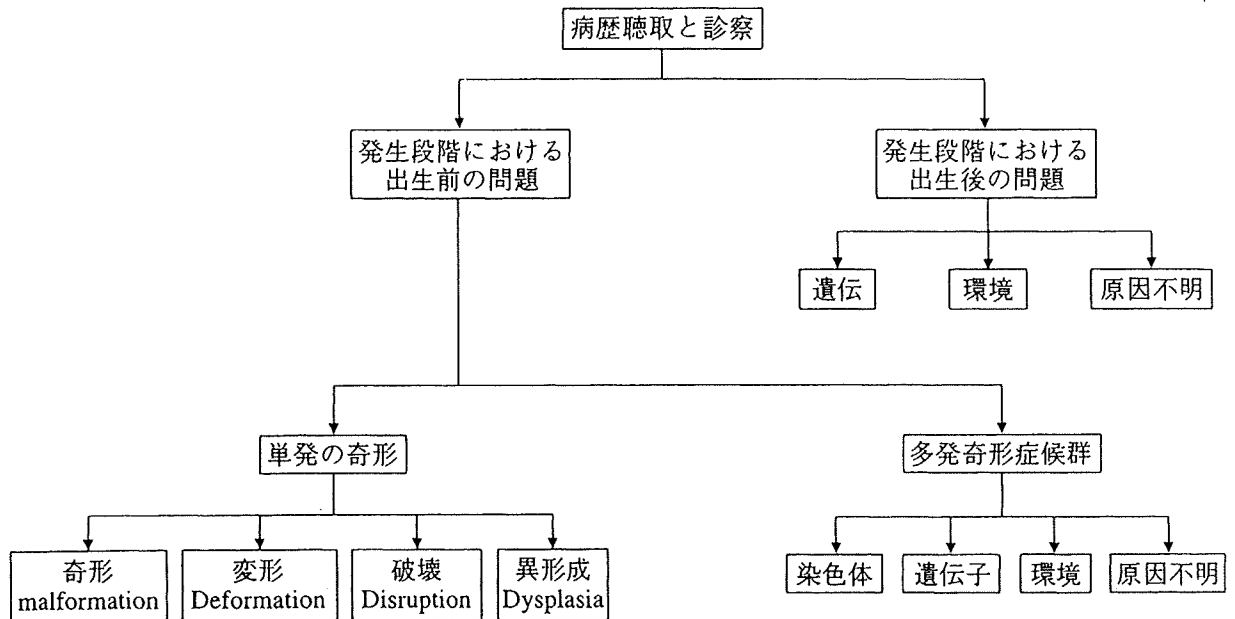 病歴聴取と診察
発生段階における
出生前の問題
発生段階における
出生後の問題
遺伝
環境
原因不明
単発の奇形
多発奇形症候群
奇形
malformation
変形
Deformation
破壊
Disruption
異形成
Dysplasia
染色体
遺伝子
環境
原因不明